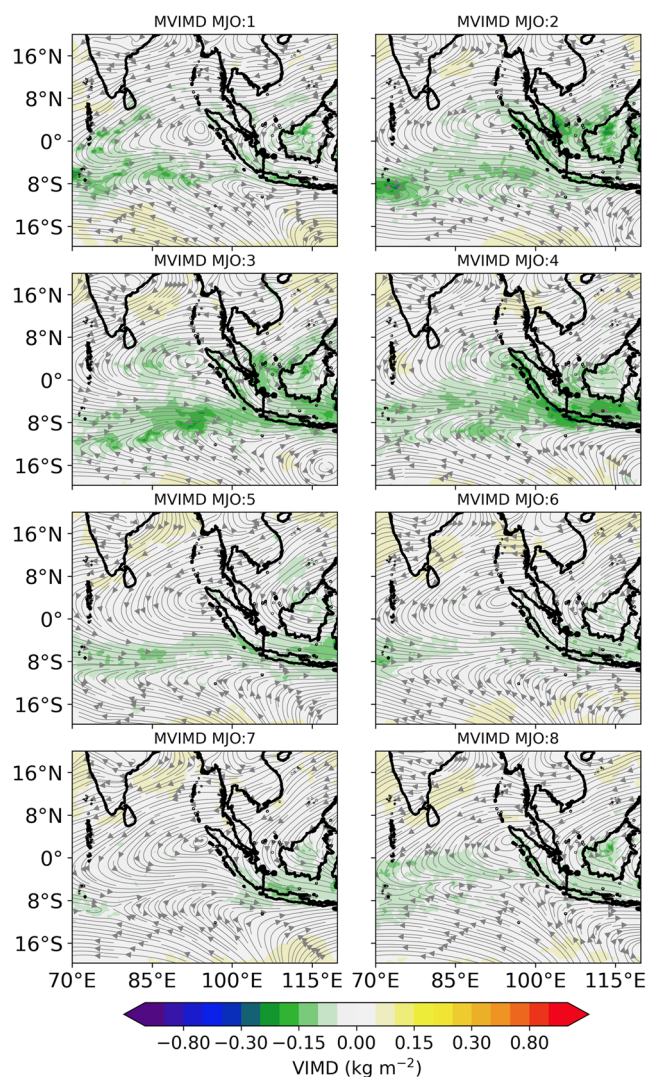 MVIMD MJO:1 MVIMD MJO:2
16°N
8°N
0°
8°S
16°S
MVIMD MJO:3 MVIMD MJO:4
16°N
8°N
0°
8°S
16°S
MVIMD MJO:5 MVIMD MJO:6
16°N
8°N
0°
8°S
16°S
MVIMD MJO:7 MVIMD MJO:8
16°N
8°N
0°
8°S
16°S
70°E 85°E 100°E 115°E 70°E 85°E 100°E 115°E
−0.80 −0.30 −0.15 0.00 0.15 0.30 0.80
VIMD (kg m⁻²)